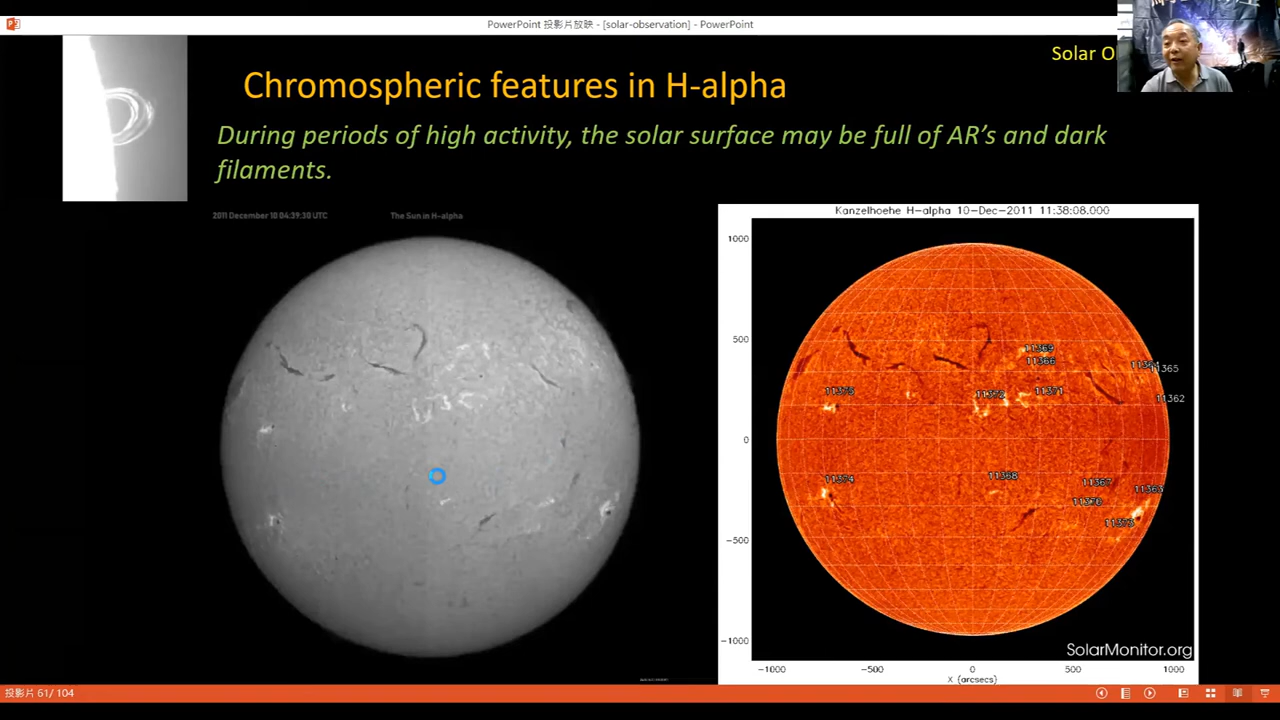 PowerPoint 投影片放映 - [solar-observation] - PowerPoint
Solar O
Chromospheric features in H-alpha
During periods of high activity, the solar surface may be full of AR's and dark
filaments.
2011 December 10 04:39:30 UTC
The Sun in H-alpha
Kanzelhoehe H-alpha 10-Dec-2011 11:38:08.000
1000
500
0
-500
-1000
11369
11366
11365
11375
11352
11371
11362
11374
11368
11367
11363
11370
11373
SolarMonitor.org
-1000
-500
0
500
1000
X (arcsecs)
投影片 61/ 104